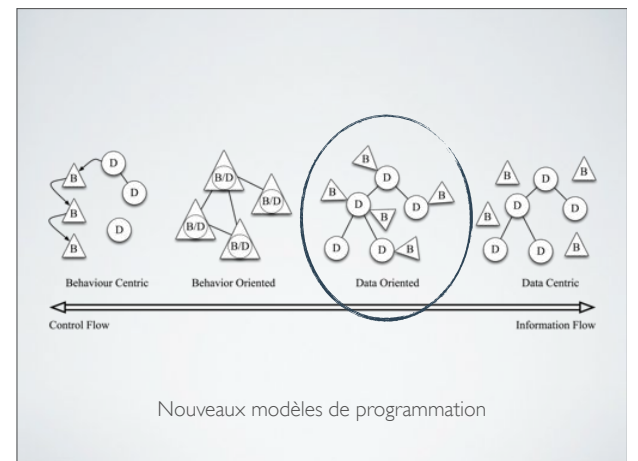 B D
B D
B D
B/D
B/D B/D
B/D
B D
B D D B
B
D D B
B D B
B D D
D D B
Behaviour Centric Behavior Oriented Data Oriented Data Centric
Control Flow Information Flow
Nouveaux modèles de programmation